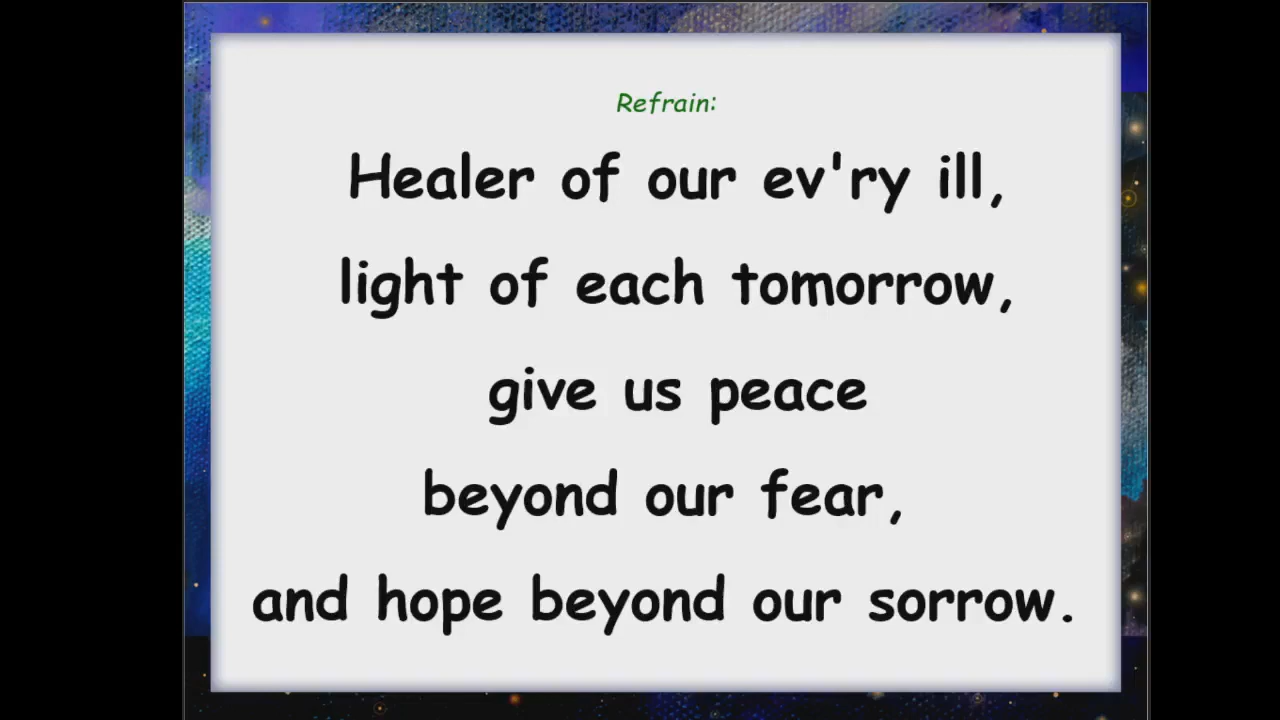 Refrain:
Healer of our ev'ry ill,
light of each tomorrow,
give us peace
beyond our fear,
and hope beyond our sorrow.